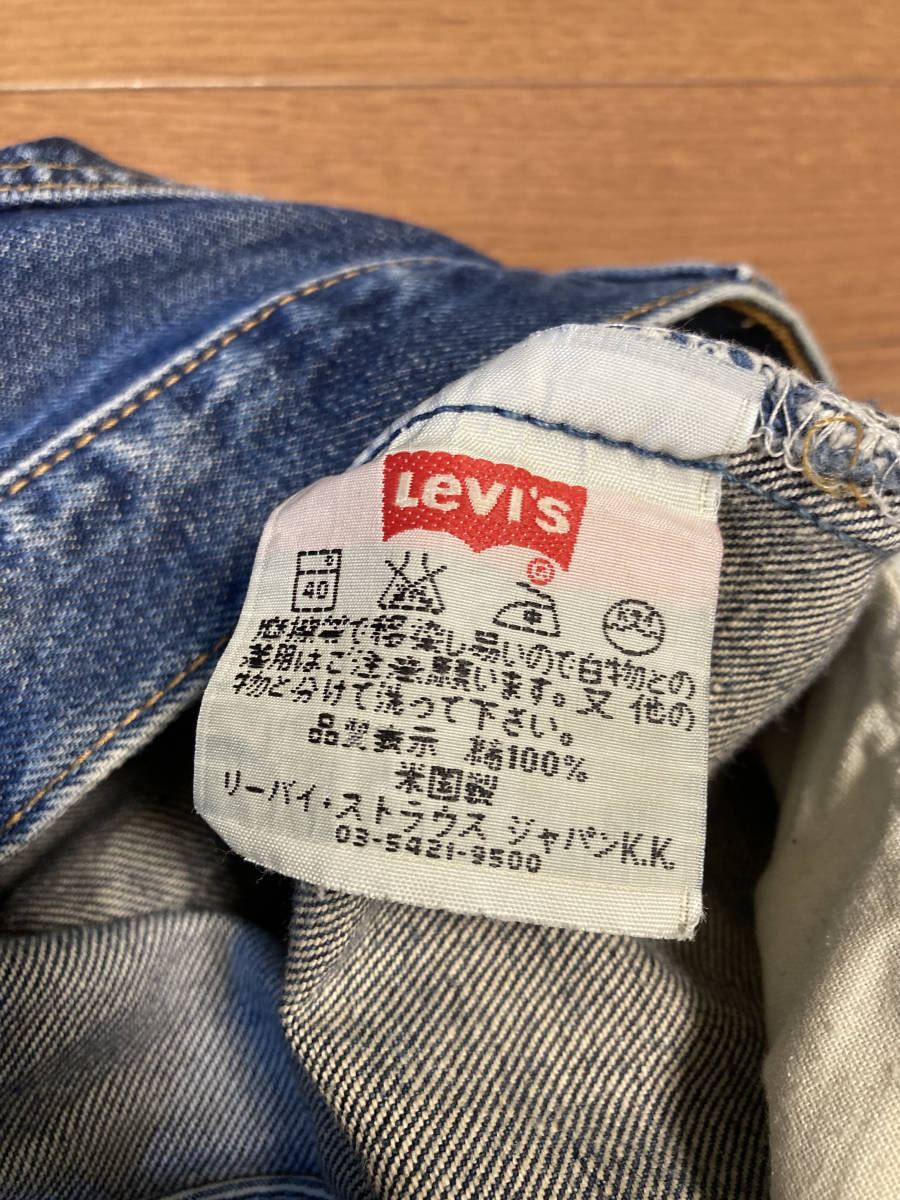 Levi's
©
40
摩擦等で移染し易いので白物との
兼用はご注意願います。又 他の
物と分けて洗って下さい。
品質表示 綿100%
米国製
リーバイ・ストラウス ジャパンK.K.
03-5421-9500